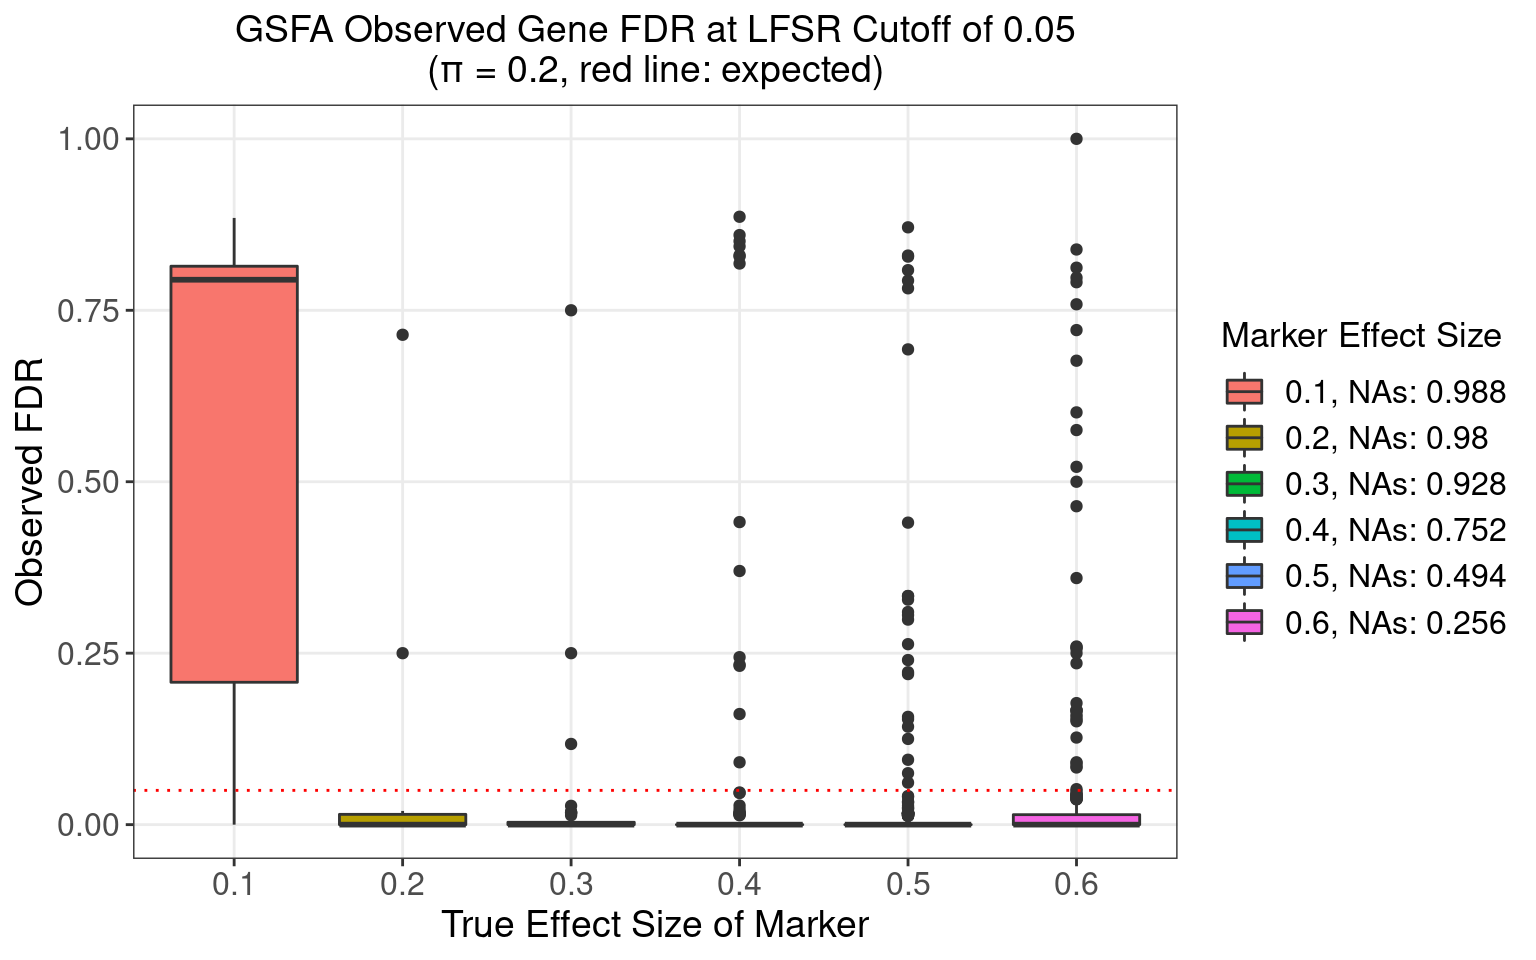 GSFA Observed Gene FDR at LFSR Cutoff of 0.05
(π = 0.2, red line: expected)
Observed FDR
1.00
0.75
0.50
0.25
0.00
0.1
0.2
0.3
0.4
0.5
0.6
True Effect Size of Marker
Marker Effect Size
0.1, NAs: 0.988
0.2, NAs: 0.98
0.3, NAs: 0.928
0.4, NAs: 0.752
0.5, NAs: 0.494
0.6, NAs: 0.256